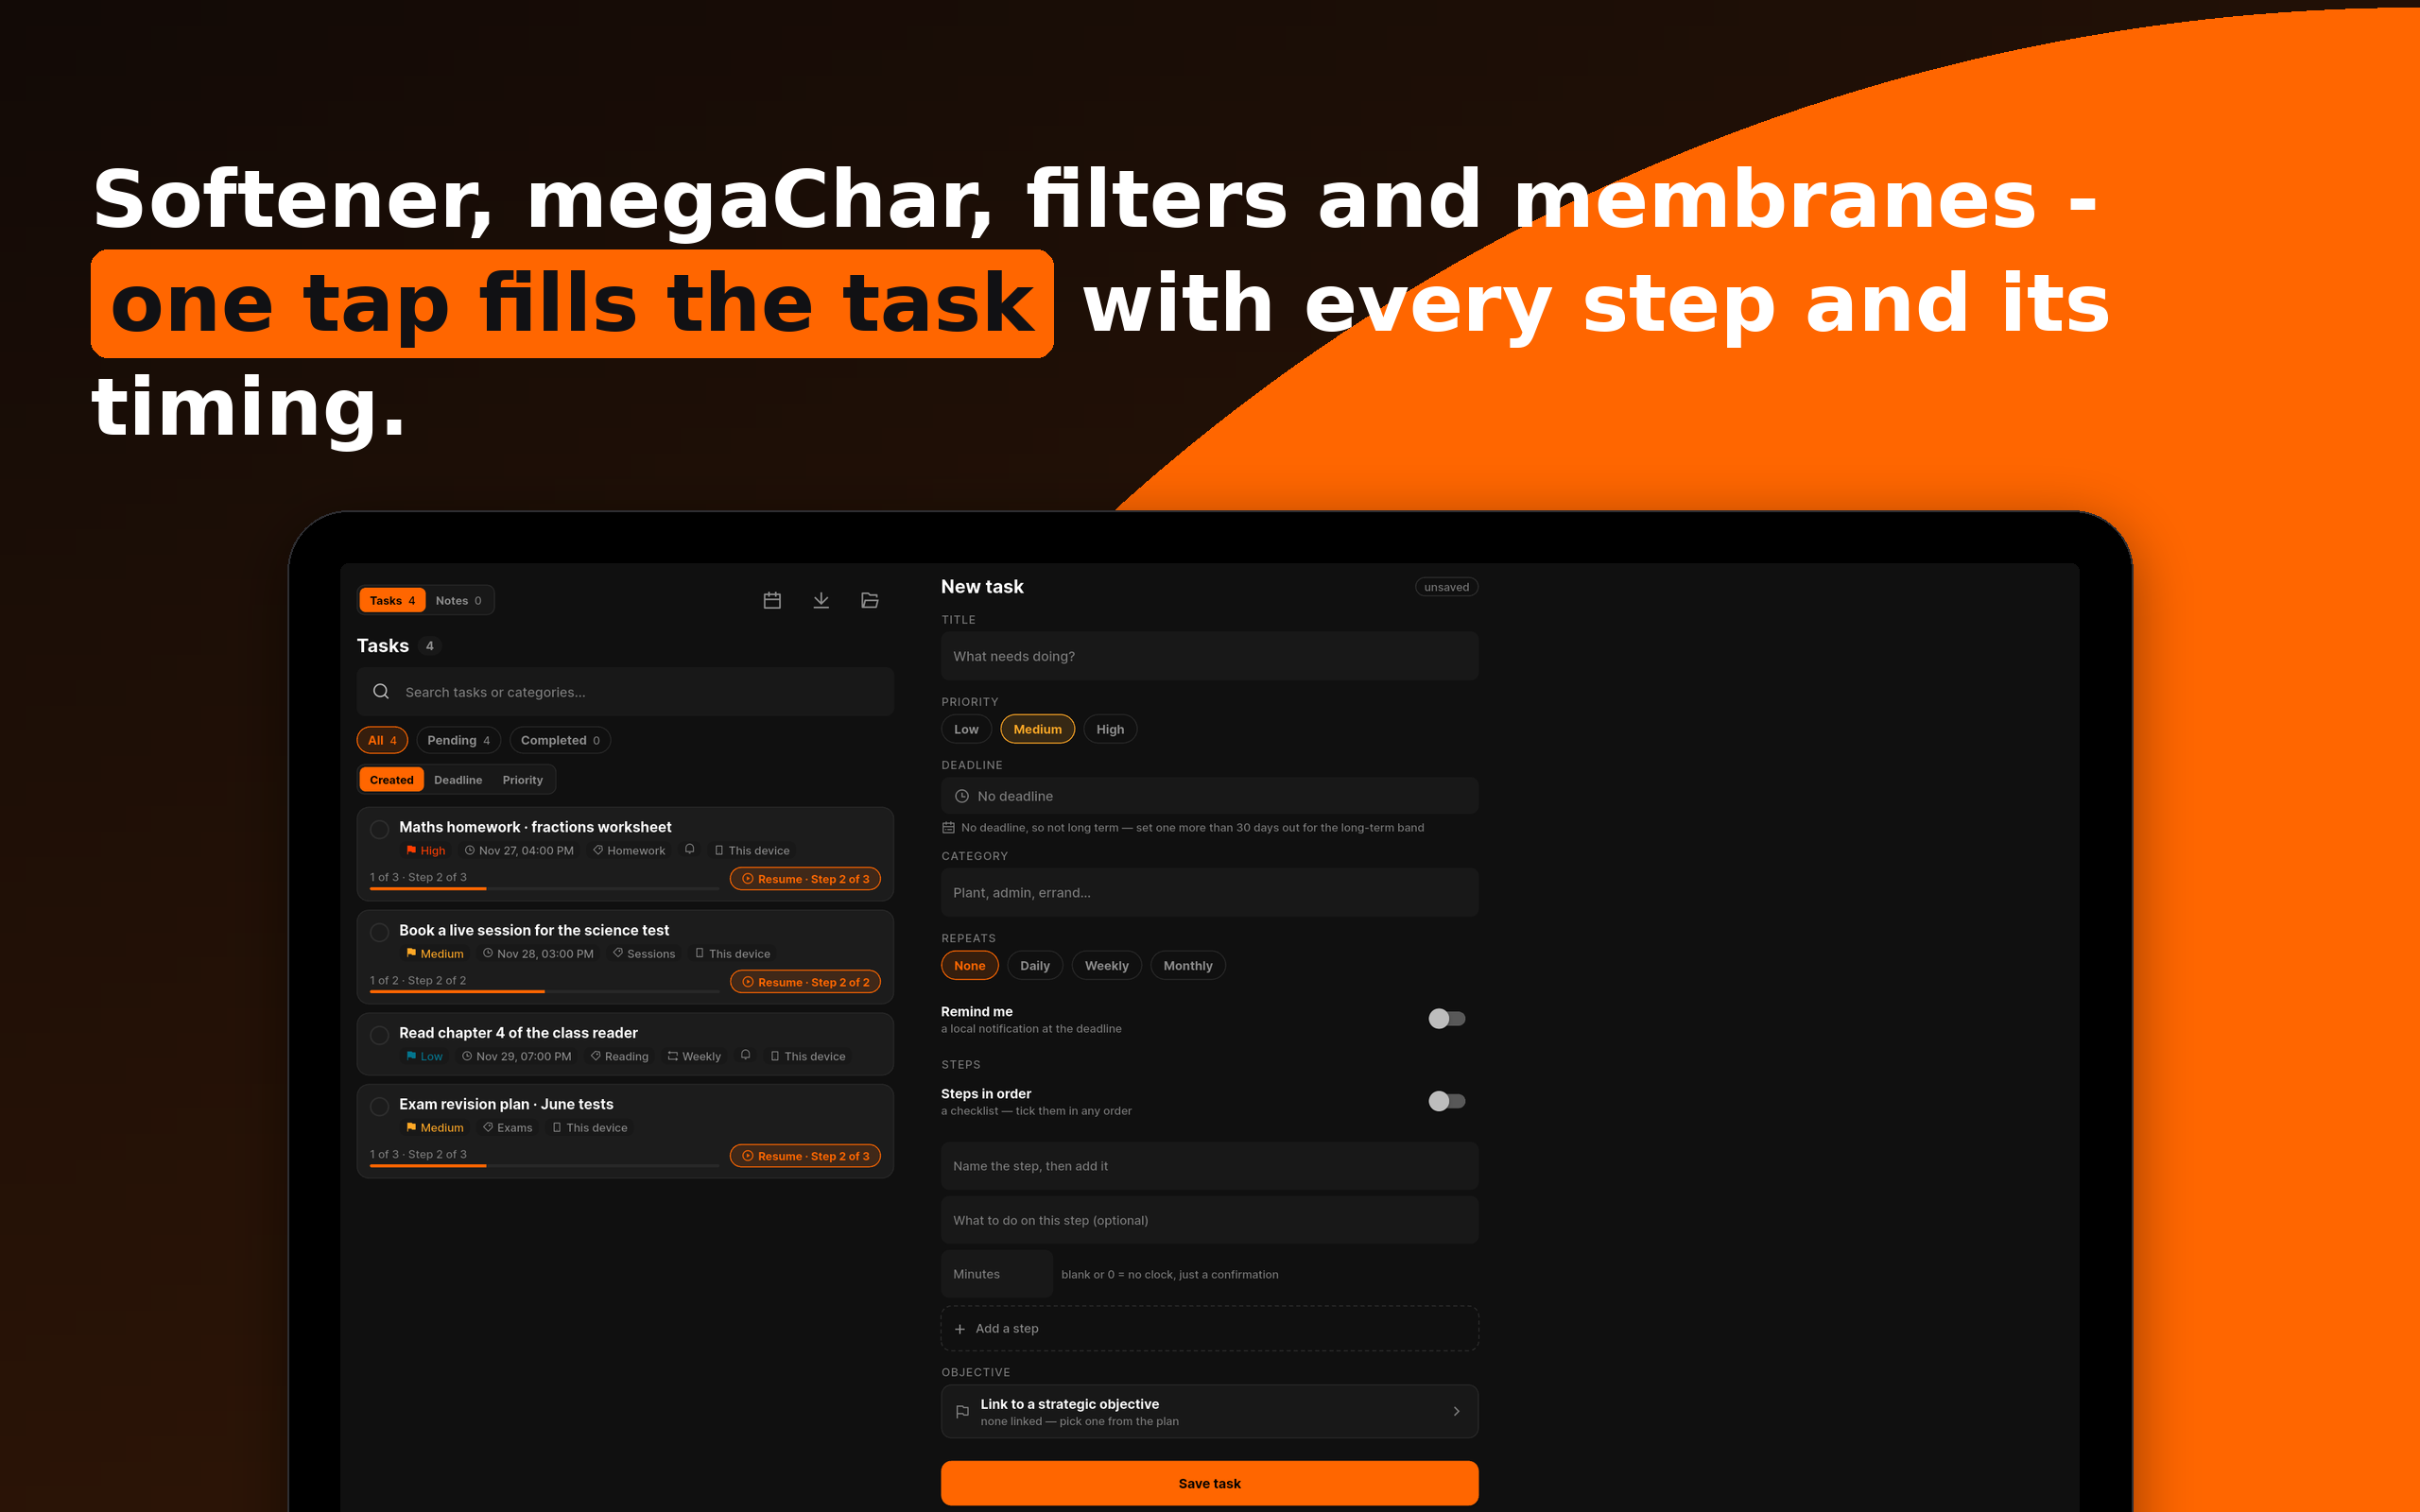 Softener, megaChar, filters and membranes -
one tap fills the task with every step and its
timing.
Tasks 4 Notes 0
Tasks 4
Search tasks or categories...
All 4 Pending 4 Completed 0
Created Deadline Priority
Maths homework · fractions worksheet
High Nov 27, 04:00 PM Homework This device
1 of 3 · Step 2 of 3 Resume · Step 2 of 3
Book a live session for the science test
Medium Nov 28, 03:00 PM Sessions This device
1 of 2 · Step 2 of 2 Resume · Step 2 of 2
Read chapter 4 of the class reader
Low Nov 29, 07:00 PM Reading Weekly This device
Exam revision plan · June tests
Medium Exams This device
1 of 3 · Step 2 of 3 Resume · Step 2 of 3
New task unsaved
TITLE
What needs doing?
PRIORITY
Low Medium High
DEADLINE
No deadline
No deadline, so not long term — set one more than 30 days out for the long-term band
CATEGORY
Plant, admin, errand...
REPEATS
None Daily Weekly Monthly
Remind me
a local notification at the deadline
STEPS
Steps in order
a checklist — tick them in any order
Name the step, then add it
What to do on this step (optional)
Minutes blank or 0 = no clock, just a confirmation
+ Add a step
OBJECTIVE
Link to a strategic objective
none linked — pick one from the plan
Save task